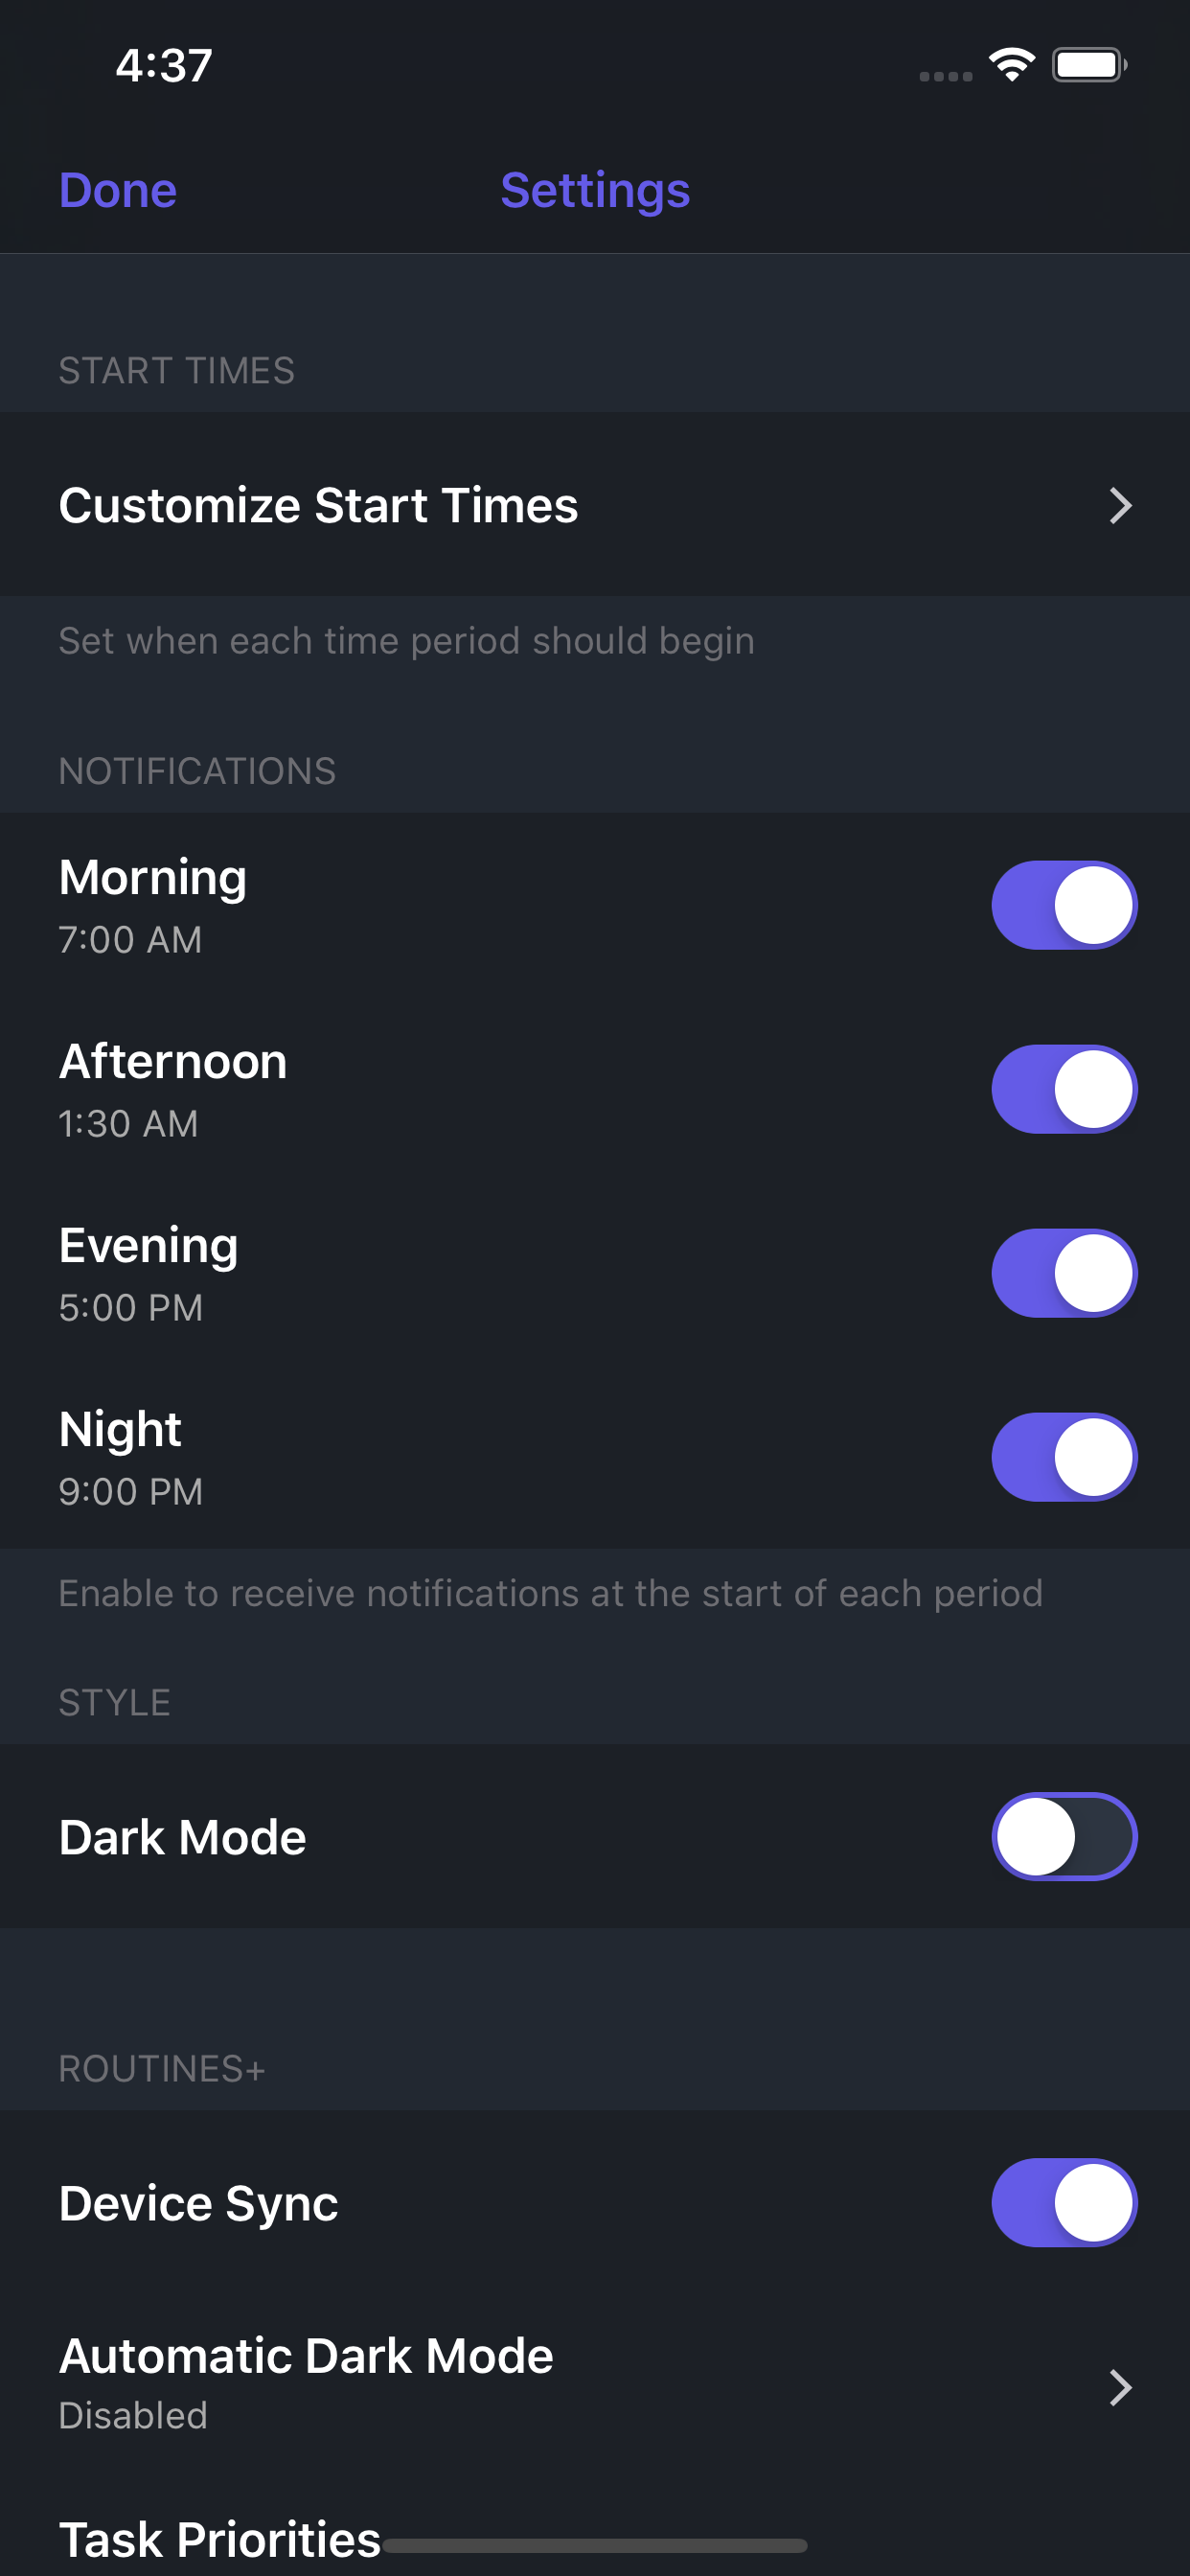 4:37
Done
Settings
START TIMES
Customize Start Times
Set when each time period should begin
NOTIFICATIONS
Morning
7:00 AM
Afternoon
1:30 AM
Evening
5:00 PM
Night
9:00 PM
Enable to receive notifications at the start of each period
STYLE
Dark Mode
ROUTINES+
Device Sync
Automatic Dark Mode
Disabled
Task Priorities